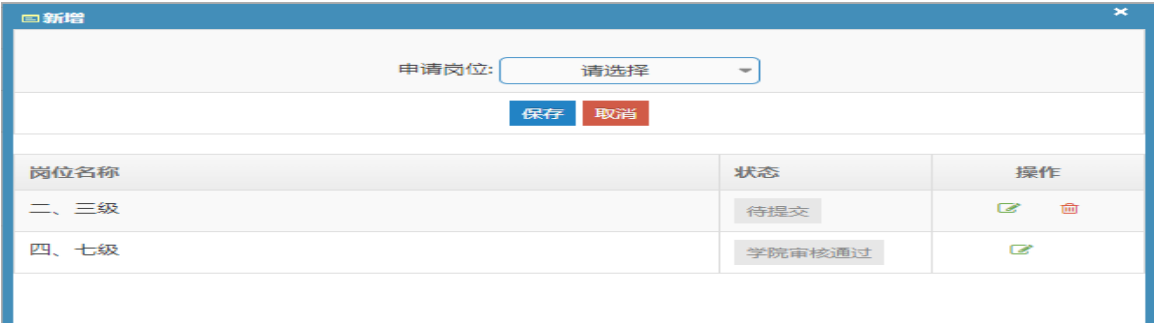 新增
申请岗位: 请选择
保存 取消
岗位名称 状态 操作
二、三级 待提交
四、七级 学院审核通过